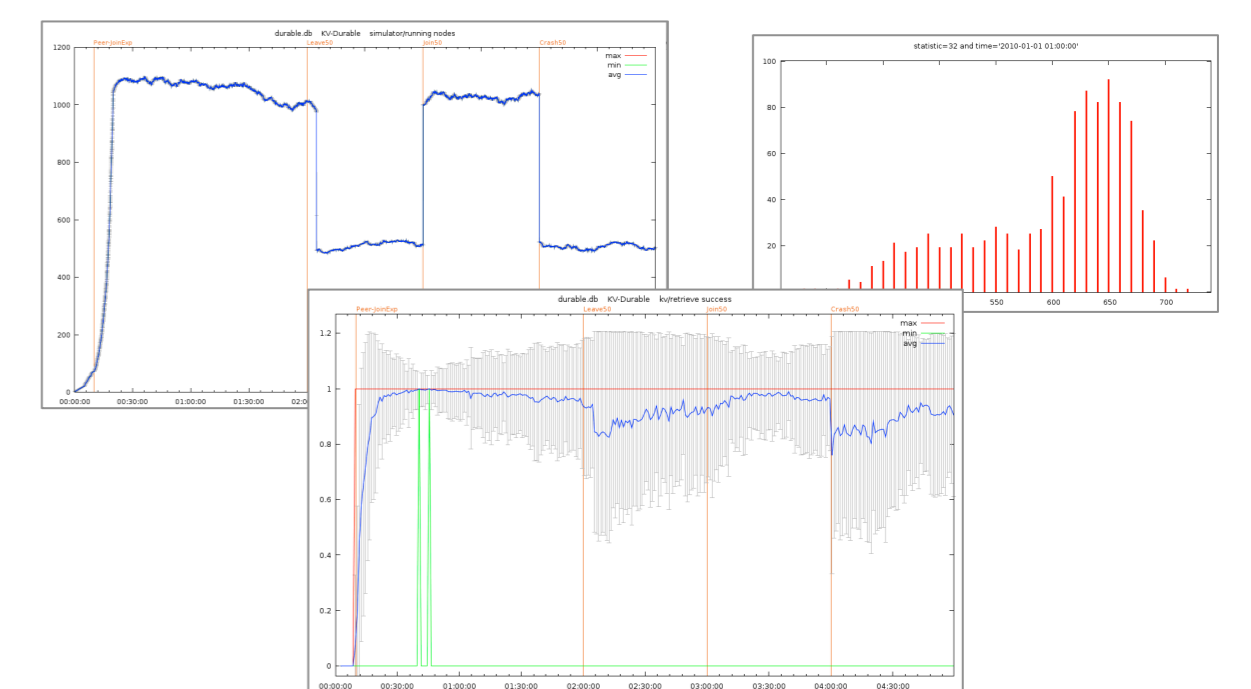 durable.db KV-Durable simulator/running nodes
Peer-JoinExp Leave50 Join50 Crash50
max
min
avg
1200
1000
800
600
400
200
0
00:00:00 00:30:00 01:00:00 01:30:00 02:0
statistic=32 and time='2010-01-01 01:00:00'
100
80
60
40
20
550 600 650 700
durable.db KV-Durable kv/retrieve success
Peer-JoinExp Leave50 Join50 Crash50
max
min
avg
1.2
1
0.8
0.6
0.4
0.2
0
00:00:00 00:30:00 01:00:00 01:30:00 02:00:00 02:30:00 03:00:00 03:30:00 04:00:00 04:30:00